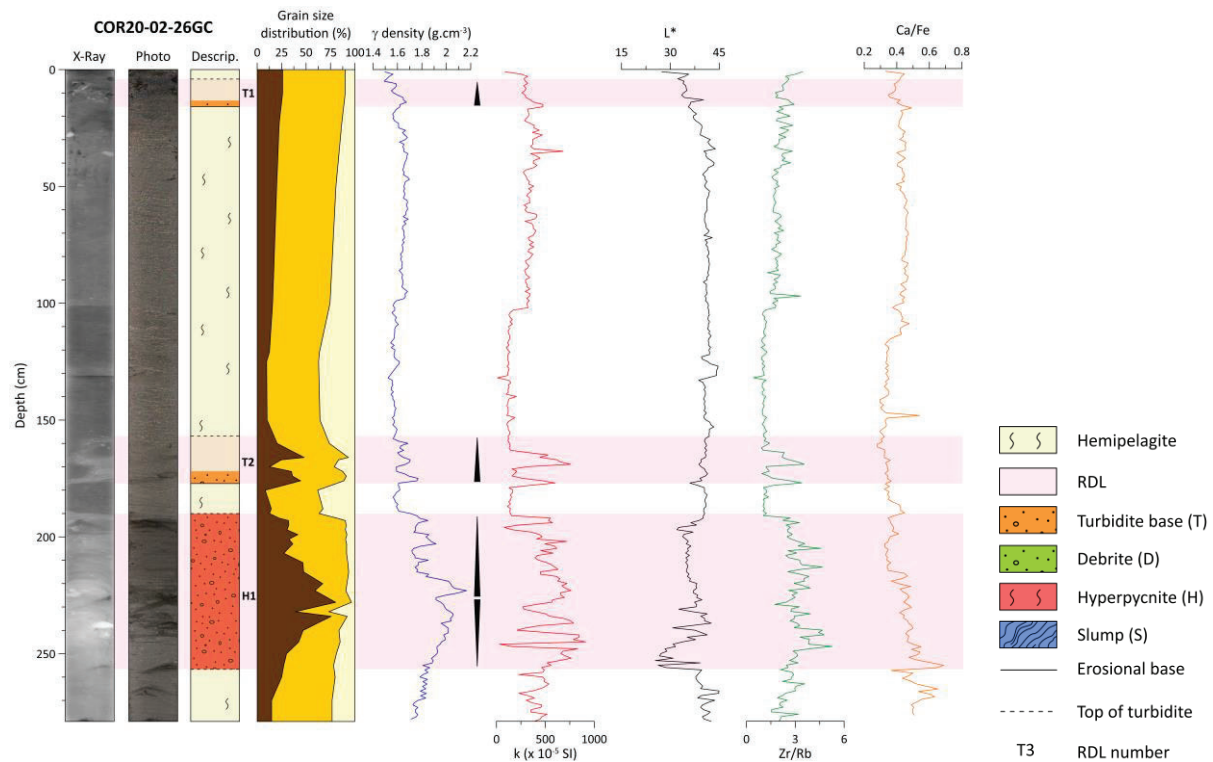 COR20-02-26GC
Grain size
distribution (%)
γ density (g.cm-3)
L*
Ca/Fe
X-Ray
Photo
Descrip.
0 25 50 75 100
1.4 1.6 1.8 2 2.2
15 30 45
0.2 0.4 0.6 0.8
0
50
100
150
200
250
Depth (cm)
T1
T2
H1
0 500 1000
k (x 10-5 SI)
0 3 6
Zr/Rb
Hemipelagite
RDL
Turbidite base (T)
Debrite (D)
Hyperpycnite (H)
Slump (S)
Erosional base
Top of turbidite
T3 RDL number